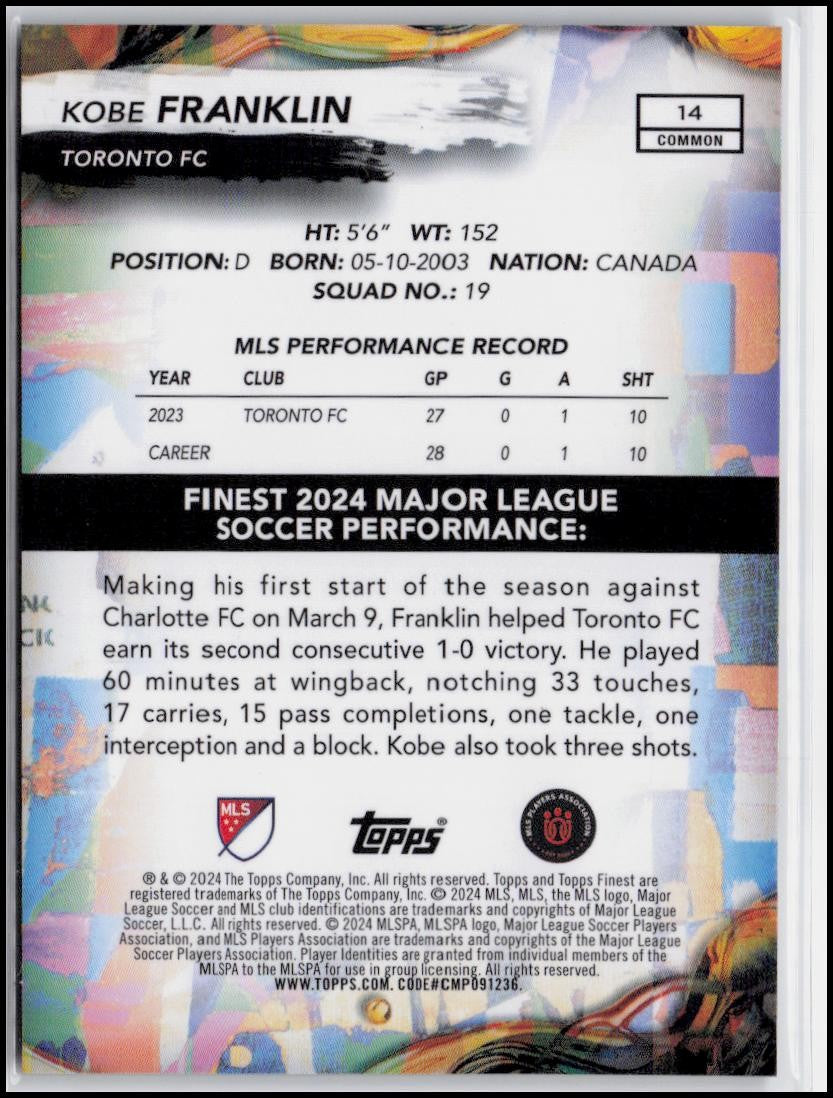 KOBE FRANKLIN
TORONTO FC
14
COMMON
HT: 5'6" WT: 152
POSITION: D BORN: 05-10-2003 NATION: CANADA
SQUAD NO.: 19
MLS PERFORMANCE RECORD
YEAR CLUB GP G A SHT
2023 TORONTO FC 27 0 1 10
CAREER 28 0 1 10
FINEST 2024 MAJOR LEAGUE
SOCCER PERFORMANCE:
Making his first start of the season against
Charlotte FC on March 9, Franklin helped Toronto FC
earn its second consecutive 1-0 victory. He played
60 minutes at wingback, notching 33 touches,
17 carries, 15 pass completions, one tackle, one
interception and a block. Kobe also took three shots.
MLS
Topps®
MLS PLAYERS ASSOCIATION
® & © 2024 The Topps Company, Inc. All rights reserved. Topps and Topps Finest are
registered trademarks of The Topps Company, Inc. © 2024 MLS, MLS, the MLS logo, Major
League Soccer and MLS club identifications are trademarks and copyrights of Major League
Soccer, L.L.C. All rights reserved. © 2024 MLSPA, MLSPA logo, Major League Soccer Players
Association, and MLS Players Association are trademarks and copyrights of the Major League
Soccer Players Association. Player Identities are granted from individual members of the
MLSPA to the MLSPA for use in group licensing. All rights reserved.
WWW.TOPPS.COM. CODE#CMP091236.